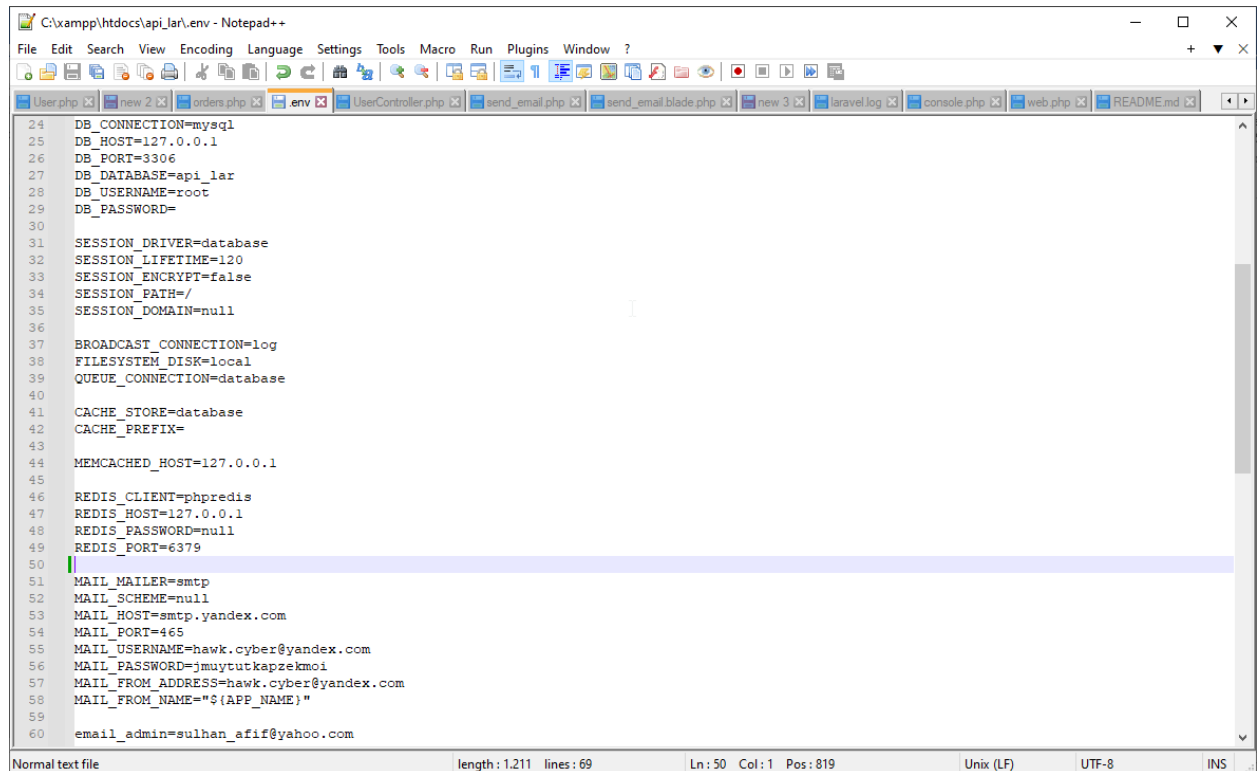 C:\xampp\htdocs\api_lar\.env - Notepad++
File Edit Search View Encoding Language Settings Tools Macro Run Plugins Window ?
User.php new 2 orders.php .env UserController.php send_email.php send_email.blade.php new 3 laravel.log console.php web.php README.md
24 DB_CONNECTION=mysql
25 DB_HOST=127.0.0.1
26 DB_PORT=3306
27 DB_DATABASE=api_lar
28 DB_USERNAME=root
29 DB_PASSWORD=
30
31 SESSION_DRIVER=database
32 SESSION_LIFETIME=120
33 SESSION_ENCRYPT=false
34 SESSION_PATH=/
35 SESSION_DOMAIN=null
36
37 BROADCAST_CONNECTION=log
38 FILESYSTEM_DISK=local
39 QUEUE_CONNECTION=database
40
41 CACHE_STORE=database
42 CACHE_PREFIX=
43
44 MEMCACHED_HOST=127.0.0.1
45
46 REDIS_CLIENT=phpredis
47 REDIS_HOST=127.0.0.1
48 REDIS_PASSWORD=null
49 REDIS_PORT=6379
50
51 MAIL_MAILER=smtp
52 MAIL_SCHEME=null
53 MAIL_HOST=smtp.yandex.com
54 MAIL_PORT=465
55 MAIL_USERNAME=hawk.cyber@yandex.com
56 MAIL_PASSWORD=jmuytutkapzekmoi
57 MAIL_FROM_ADDRESS=hawk.cyber@yandex.com
58 MAIL_FROM_NAME="${APP_NAME}"
59
60 email_admin=sulhan_afif@yahoo.com
Normal text file length : 1.211 lines : 69 Ln : 50 Col : 1 Pos : 819 Unix (LF) UTF-8 INS